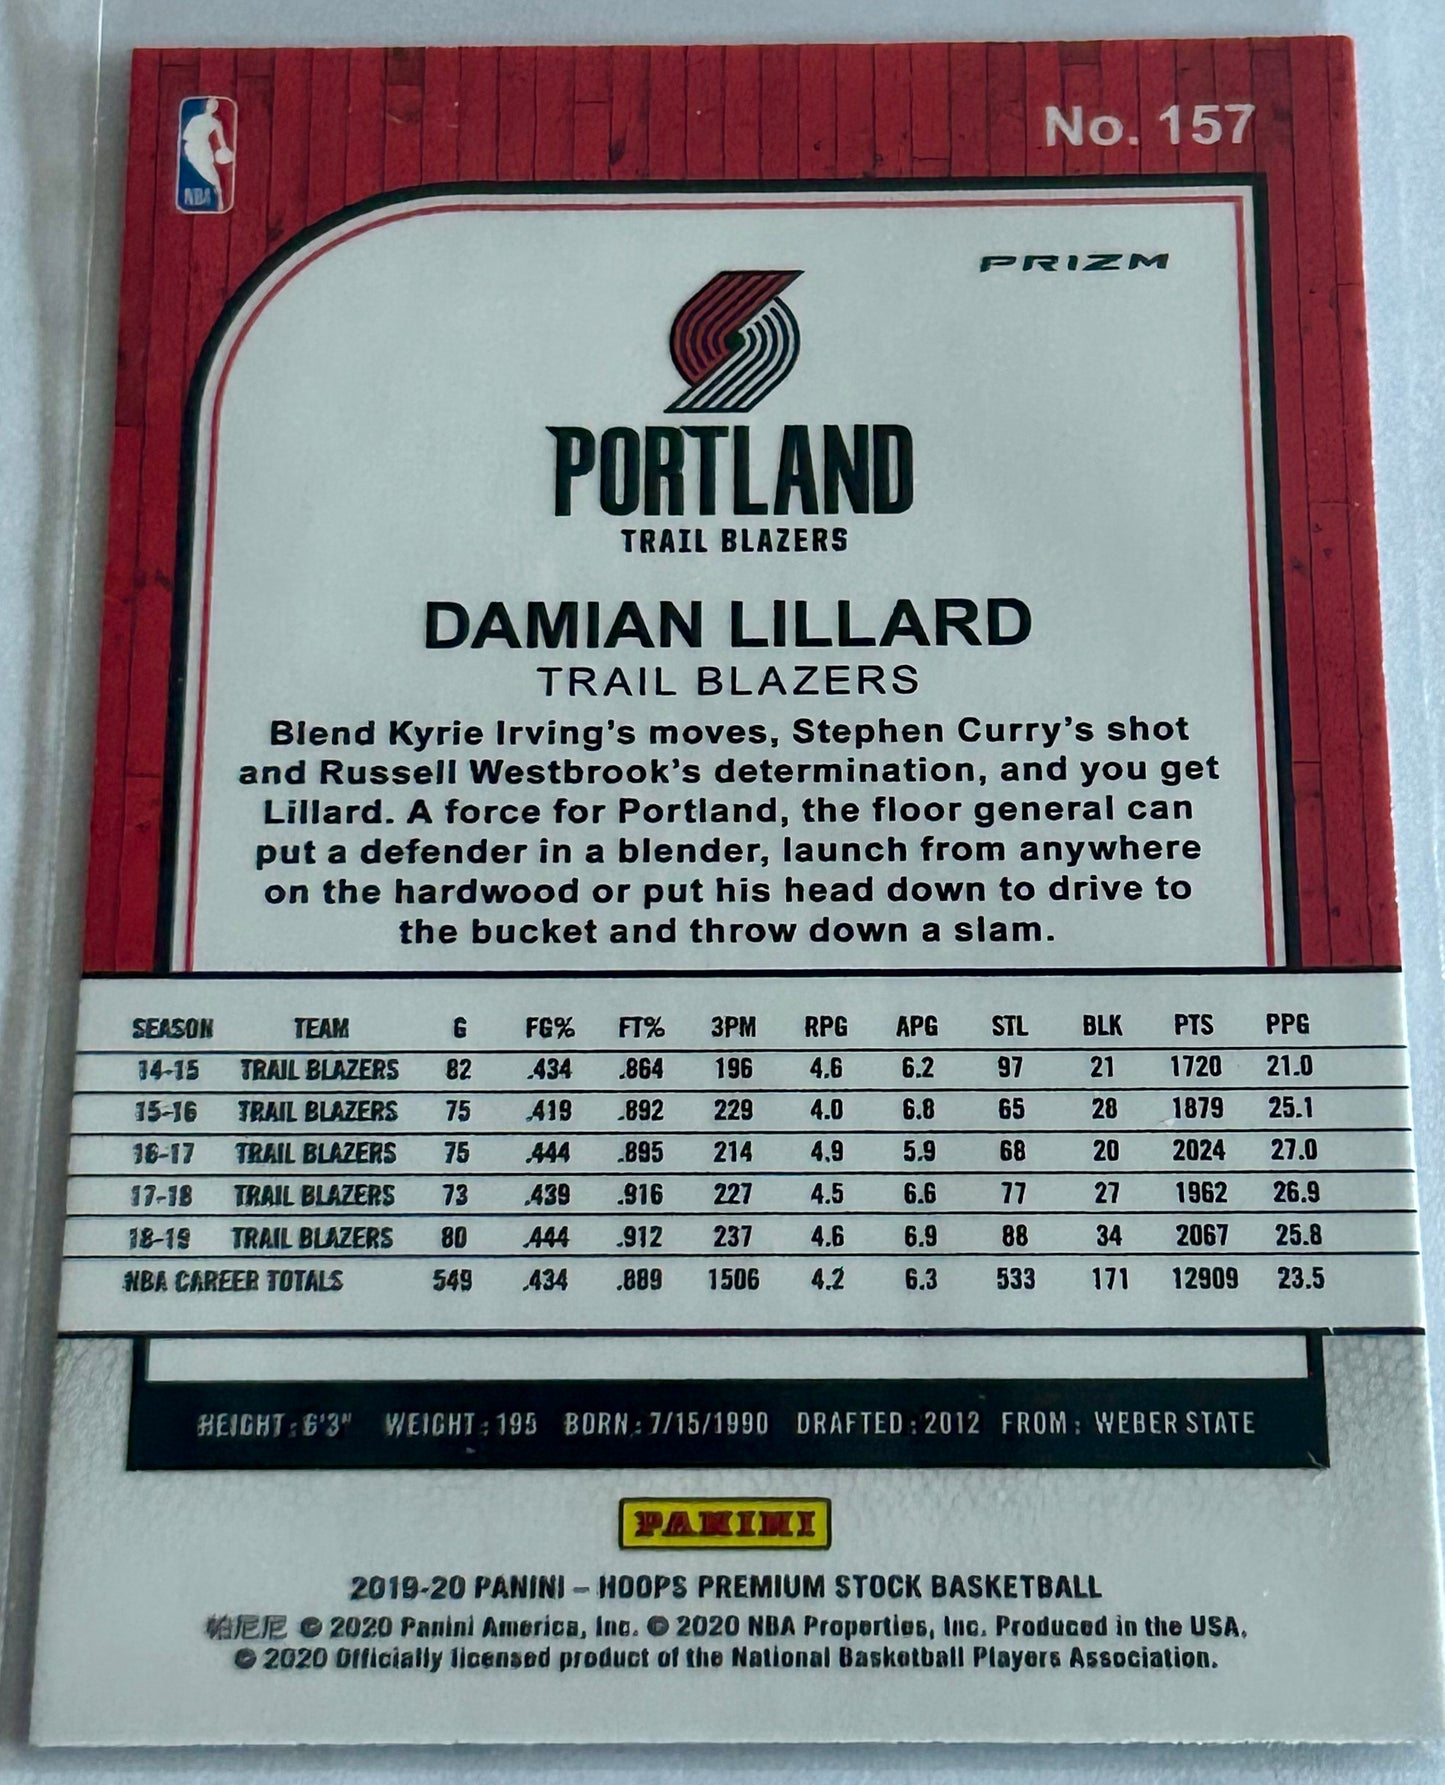 NBA
No. 157
PRIZM
PORTLAND
TRAIL BLAZERS
DAMIAN LILLARD
TRAIL BLAZERS
Blend Kyrie Irving's moves, Stephen Curry's shot
and Russell Westbrook's determination, and you get
Lillard. A force for Portland, the floor general can
put a defender in a blender, launch from anywhere
on the hardwood or put his head down to drive to
the bucket and throw down a slam.
SEASON TEAM G FG% FT% 3PM RPG APG STL BLK PTS PPG
14-15 TRAIL BLAZERS 82 .434 .864 196 4.6 6.2 97 21 1720 21.0
15-16 TRAIL BLAZERS 75 .419 .892 229 4.0 6.8 65 28 1879 25.1
16-17 TRAIL BLAZERS 75 .444 .895 214 4.9 5.9 68 20 2024 27.0
17-18 TRAIL BLAZERS 73 .439 .916 227 4.5 6.6 77 27 1962 26.9
18-19 TRAIL BLAZERS 80 .444 .912 237 4.6 6.9 88 34 2067 25.8
NBA CAREER TOTALS 549 .434 .889 1506 4.2 6.3 533 171 12909 23.5
HEIGHT: 6'3" WEIGHT: 195 BORN: 7/15/1990 DRAFTED: 2012 FROM: WEBER STATE
PANINI
2019-20 PANINI – HOOPS PREMIUM STOCK BASKETBALL
帕尼尼 © 2020 Panini America, Inc. © 2020 NBA Properties, Inc. Produced in the USA.
© 2020 Officially licensed product of the National Basketball Players Association.